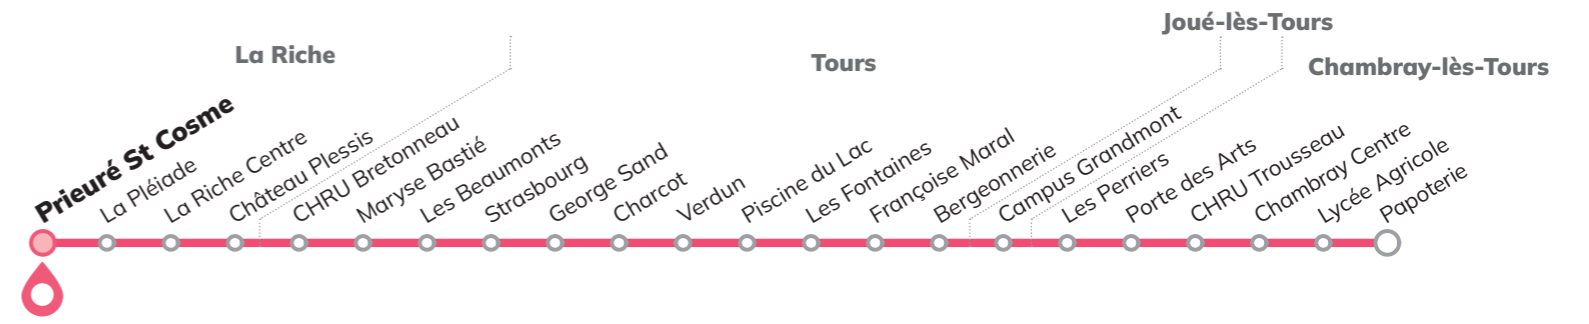 La Riche
Tours
Joué-lès-Tours
Chambray-lès-Tours
Prieuré St Cosme
La Pléiade
La Riche Centre
Château Plessis
CHRU Bretonneau
Maryse Bastié
Les Beaumonts
Strasbourg
George Sand
Charcot
Verdun
Piscine du Lac
Les Fontaines
Françoise Maral
Bergeonnerie
Campus Grandmont
Les Perriers
Porte des Arts
CHRU Trousseau
Chambray Centre
Lycée Agricole
Papoterie